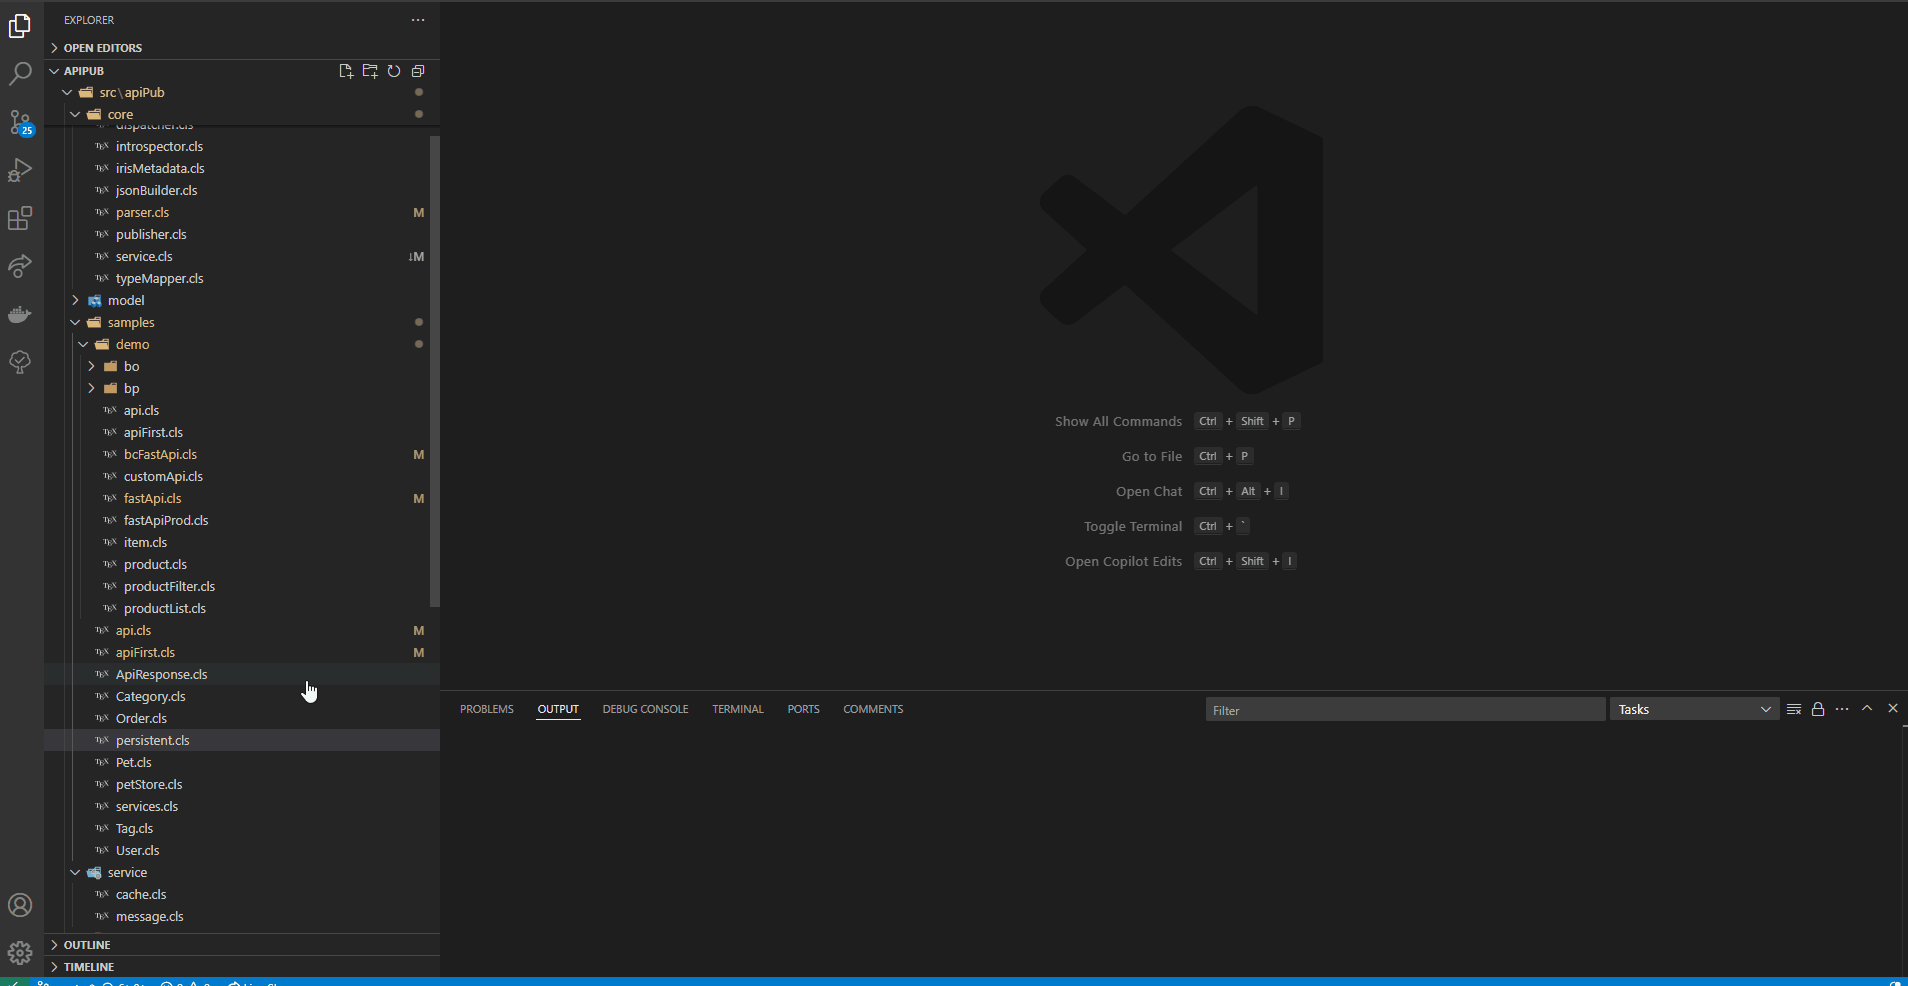 EXPLORER
OPEN EDITORS
APIPUB
src\apiPub
core
dispatcher.cls
introspector.cls
irisMetadata.cls
jsonBuilder.cls
parser.cls M
publisher.cls
service.cls ↓M
typeMapper.cls
model
samples
demo
bo
bp
api.cls
apiFirst.cls
bcFastApi.cls M
customApi.cls
fastApi.cls M
fastApiProd.cls
item.cls
product.cls
productFilter.cls
productList.cls
api.cls M
apiFirst.cls M
ApiResponse.cls
Category.cls
Order.cls
persistent.cls
Pet.cls
petStore.cls
services.cls
Tag.cls
User.cls
service
cache.cls
message.cls
OUTLINE
TIMELINE
25
Show All Commands Ctrl + Shift + P
Go to File Ctrl + P
Open Chat Ctrl + Alt + I
Toggle Terminal Ctrl + `
Open Copilot Edits Ctrl + Shift + I
PROBLEMS OUTPUT DEBUG CONSOLE TERMINAL PORTS COMMENTS
Filter
Tasks